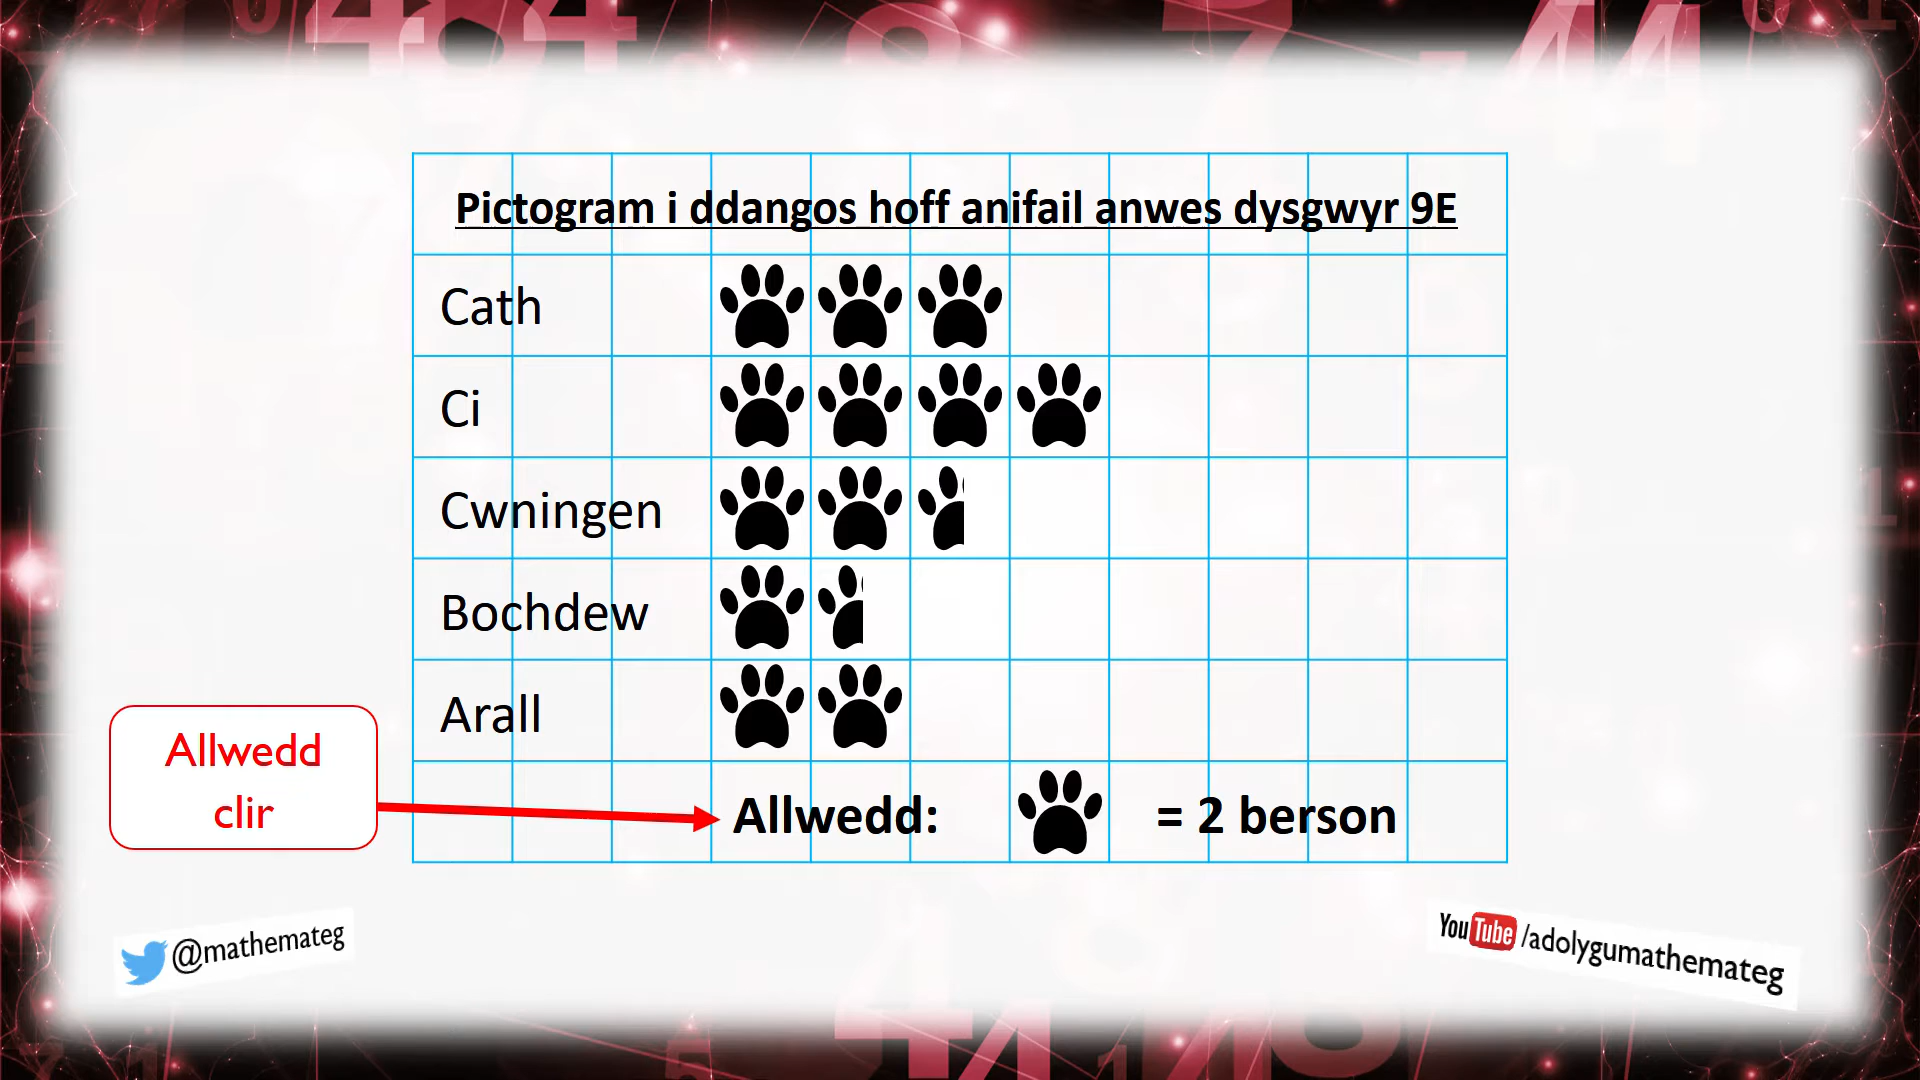 Pictogram i ddangos hoff anifail anwes dysgwyr 9E
Cath
Ci
Cwningen
Bochdew
Arall
Allwedd: = 2 berson
Allwedd
clir
@mathemateg
YouTube /adolygumathemateg